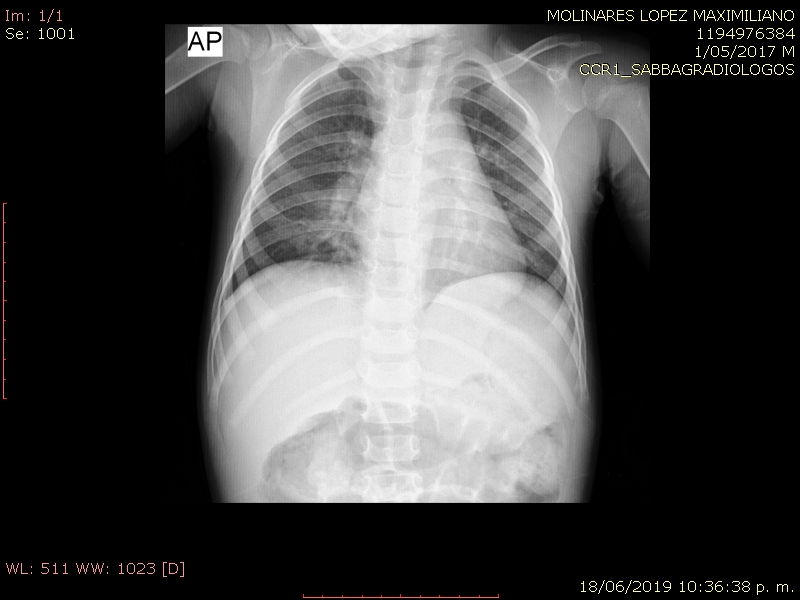 Im: 1/1
Se: 1001
MOLINARES LOPEZ MAXIMILIANO
1194976384
1/05/2017 M
CCR1_SABBAGRADIOLOGOS
AP
WL: 511 WW: 1023 [D]
18/06/2019 10:36:38 p. m.